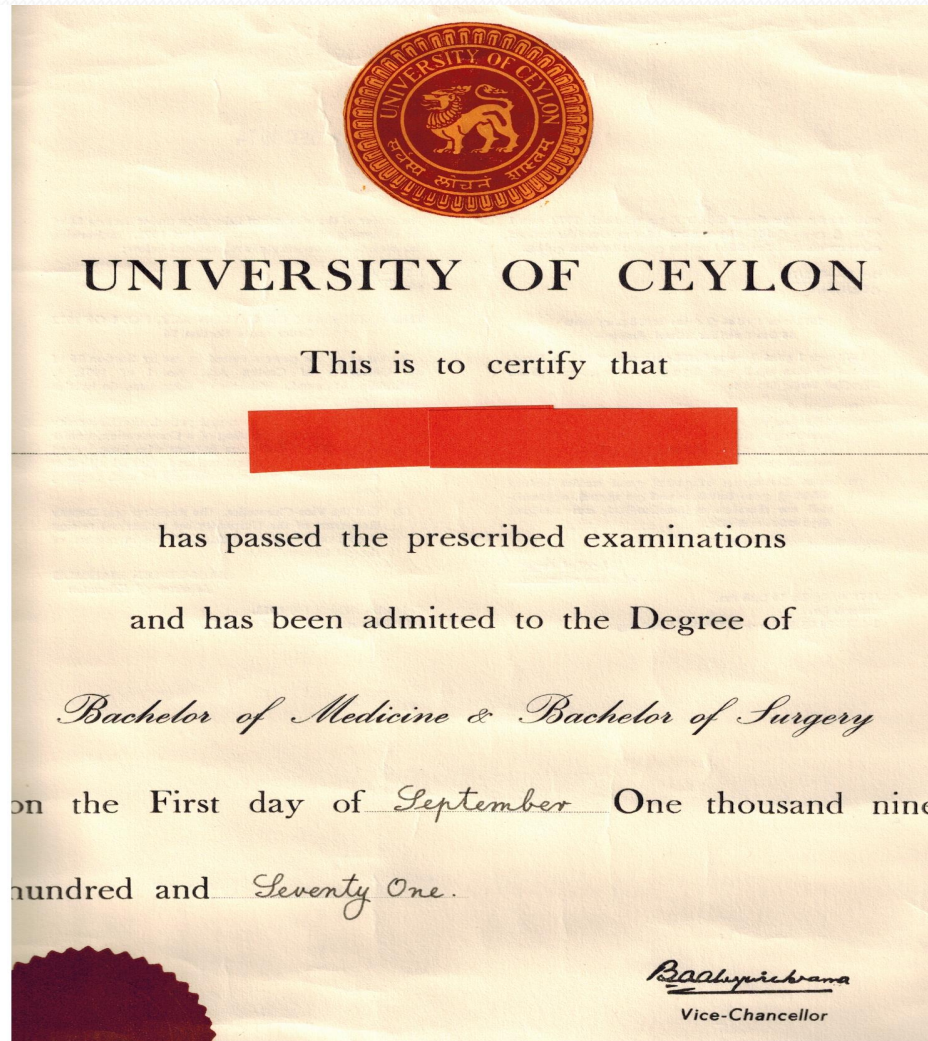 UNIVERSITY OF CEYLON
सर्वस्य लोचनं शास्त्रम्
UNIVERSITY OF CEYLON
This is to certify that
has passed the prescribed examinations
and has been admitted to the Degree of
Bachelor of Medicine & Bachelor of Surgery
on the First day of September One thousand nine
hundred and Seventy One.
Vice-Chancellor